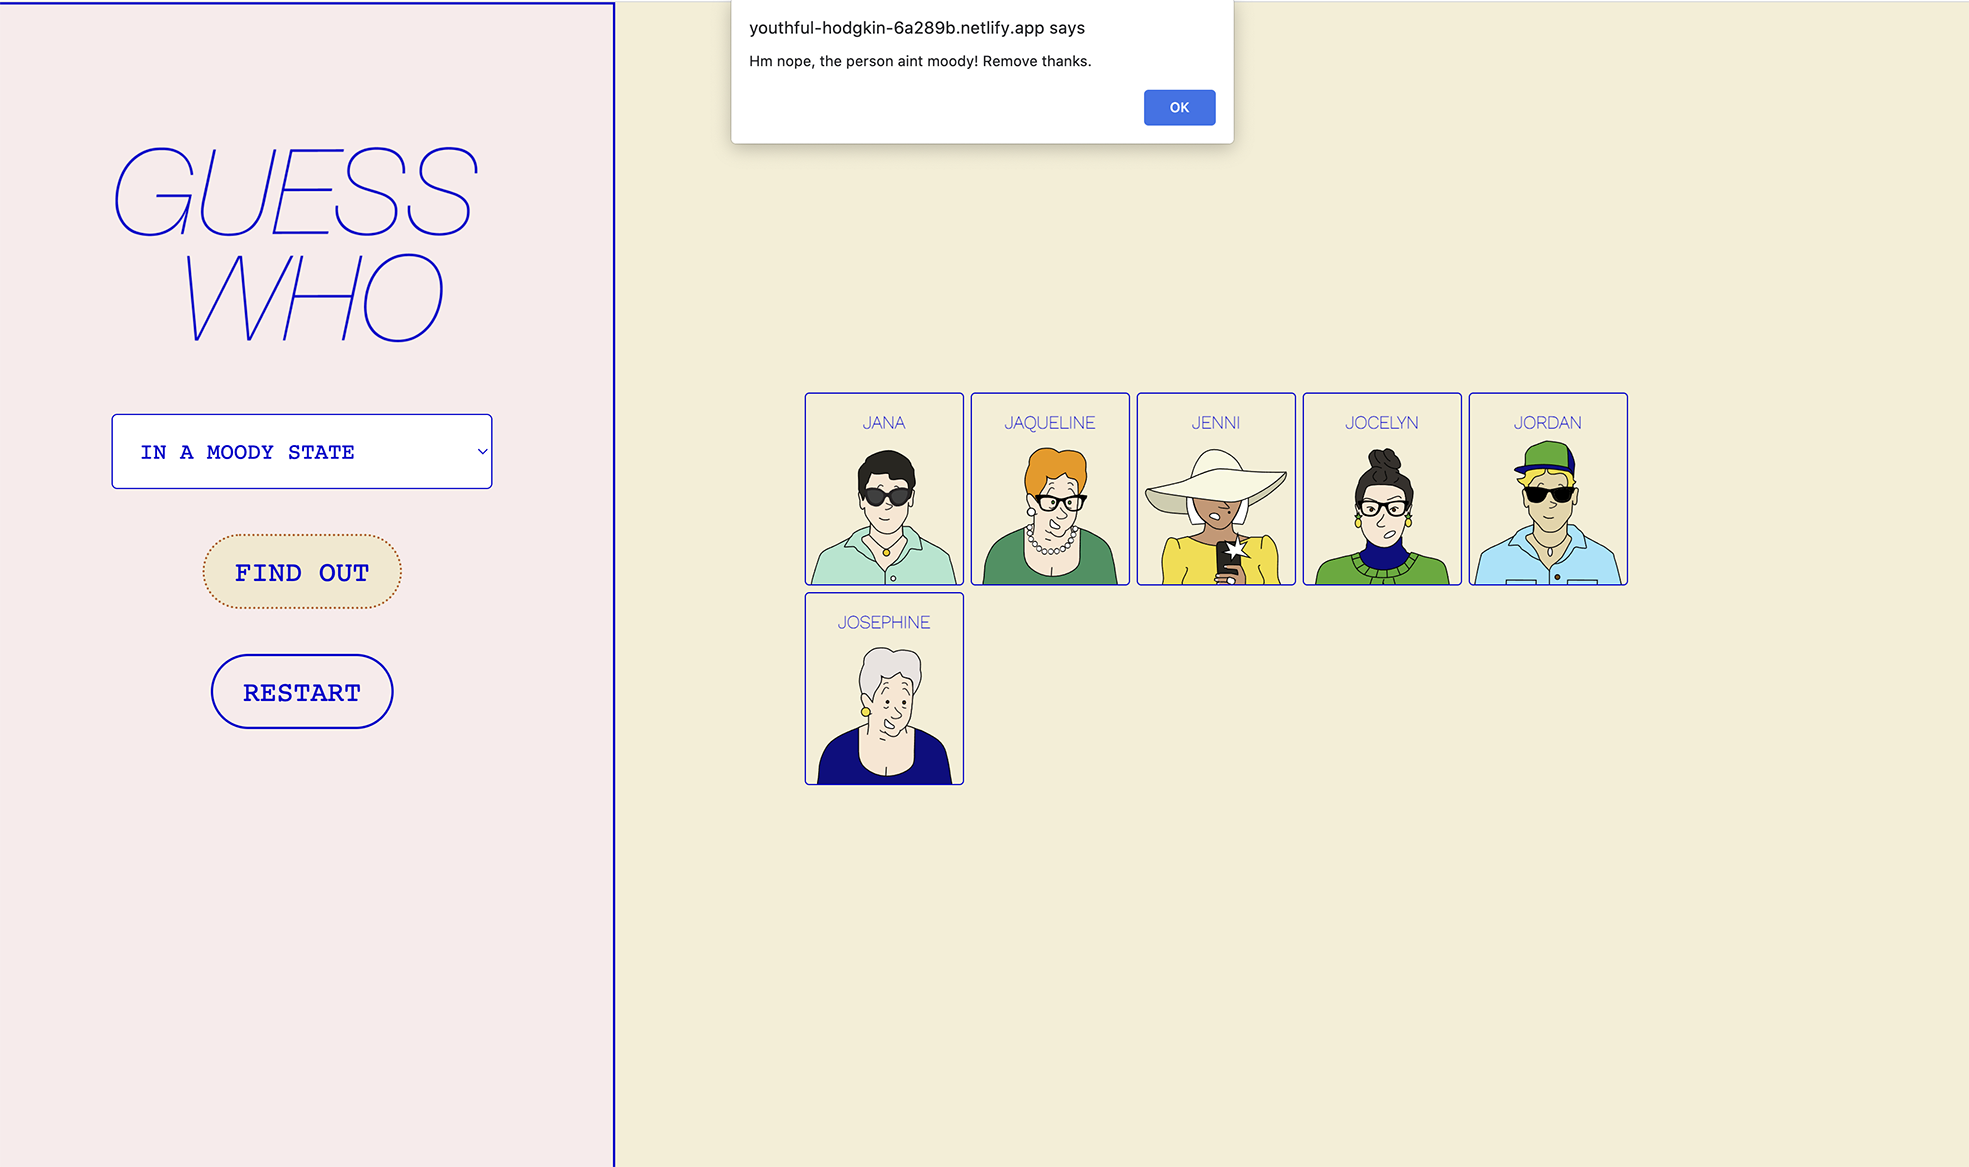 youthful-hodgkin-6a289b.netlify.app says
Hm nope, the person aint moody! Remove thanks.
OK
GUESS
WHO
IN A MOODY STATE
FIND OUT
RESTART
JANA
JAQUELINE
JENNI
JOCELYN
JORDAN
JOSEPHINE